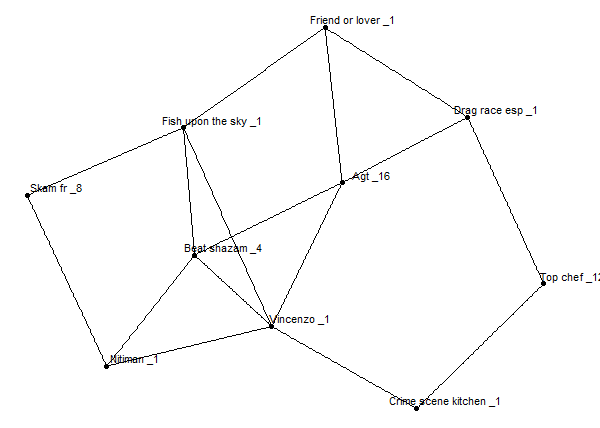 Friend or lover _1
Drag race esp _1
Fish upon the sky _1
Agt _16
Skam fr _8
Beat shazam _4
Top chef _12
Vincenzo _1
Nitiman _1
Crime scene kitchen _1